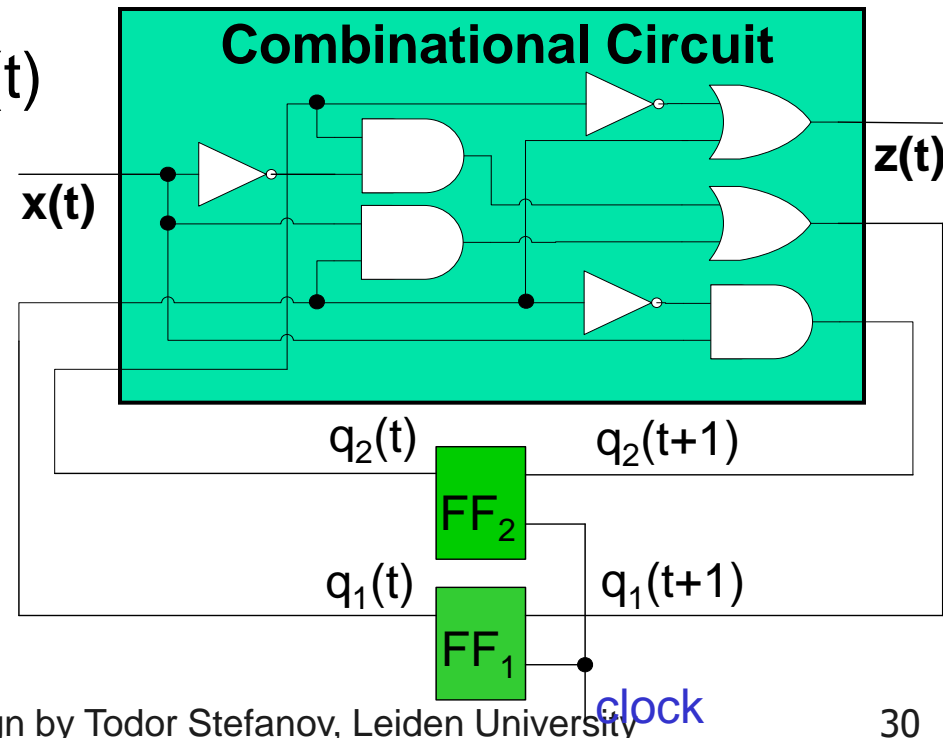 Combinational Circuit
(t)
x(t)
z(t)
q₂(t)
q₂(t+1)
FF₂
q₁(t)
q₁(t+1)
FF₁
clock
gn by Todor Stefanov, Leiden University
30